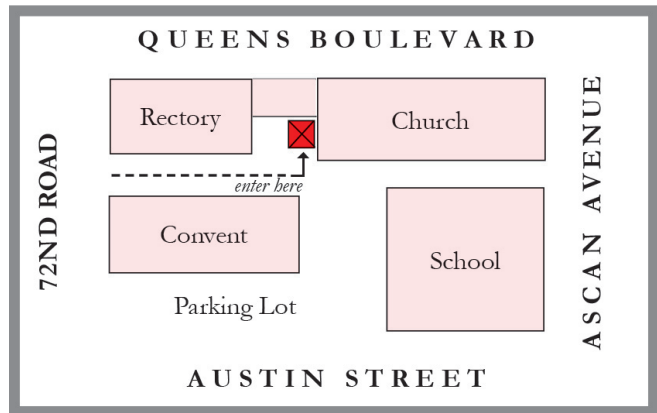 QUEENS BOULEVARD
Rectory
Church
72ND ROAD
enter here
ASCAN AVENUE
Convent
School
Parking Lot
AUSTIN STREET